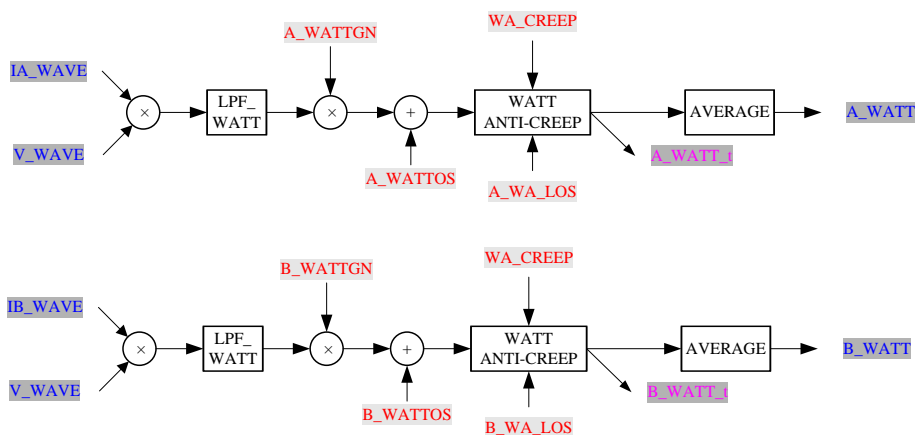 A_WATTGN
WA_CREEP
IA_WAVE
LPF_
WATT
×
×
+
WATT
ANTI-CREEP
AVERAGE
A_WATT
V_WAVE
A_WATTOS
A_WATT_t
A_WA_LOS
B_WATTGN
WA_CREEP
IB_WAVE
LPF_
WATT
×
×
+
WATT
ANTI-CREEP
AVERAGE
B_WATT
V_WAVE
B_WATTOS
B_WATT_t
B_WA_LOS